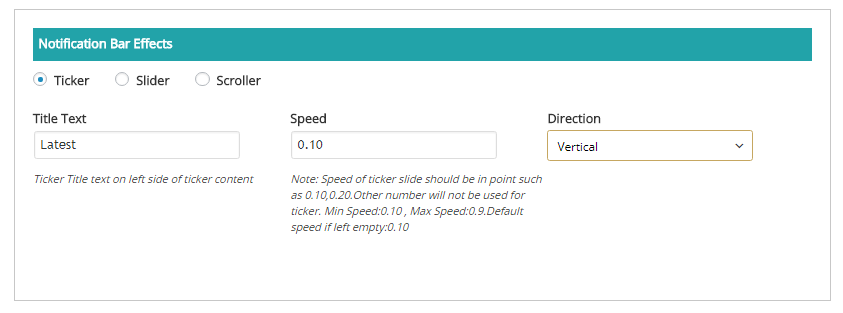 Notification Bar Effects
Ticker Slider Scroller
Title Text Speed Direction
Latest 0.10 Vertical
Ticker Title text on left side of ticker content
Note: Speed of ticker slide should be in point such
as 0.10,0.20.Other number will not be used for
ticker. Min Speed:0.10 , Max Speed:0.9.Default
speed if left empty:0.10